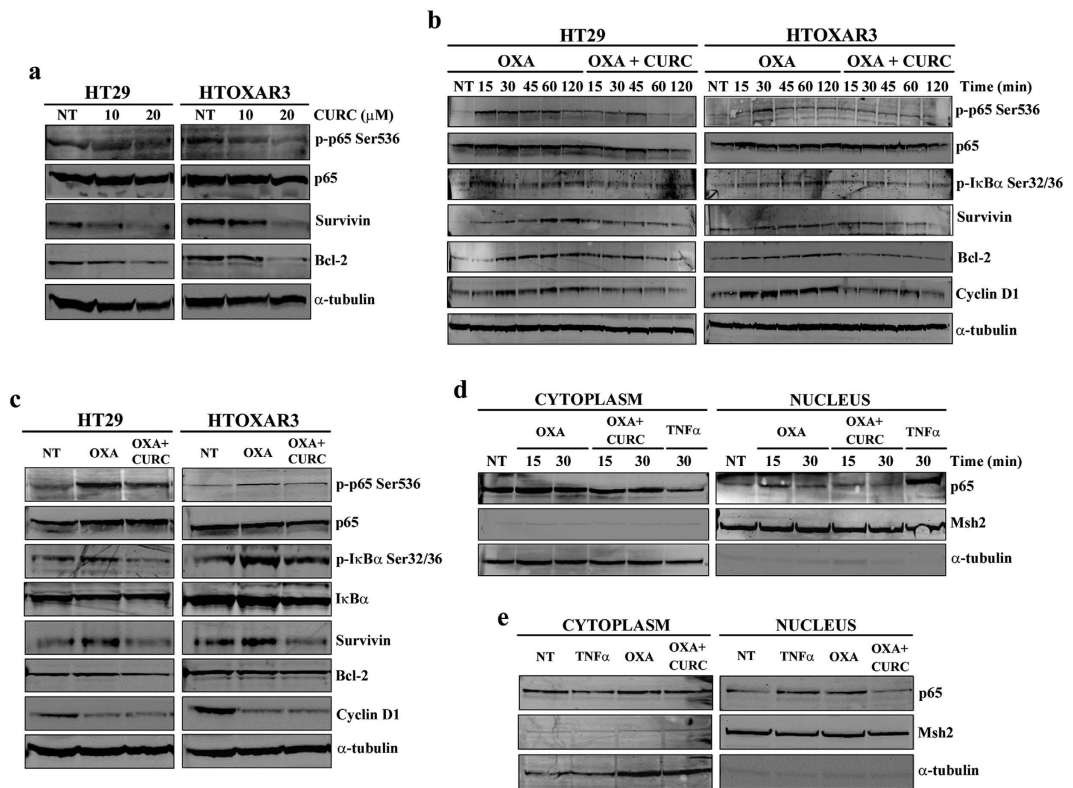 a
HT29 HTOXAR3
NT 10 20 NT 10 20 CURC (μM)
p-p65 Ser536
p65
Survivin
Bcl-2
α-tubulin
b
HT29 HTOXAR3
OXA OXA + CURC OXA OXA + CURC
NT 15 30 45 60 120 15 30 45 60 120 NT 15 30 45 60 120 15 30 45 60 120 Time (min)
p-p65 Ser536
p65
p-IκBα Ser32/36
Survivin
Bcl-2
Cyclin D1
α-tubulin
c
HT29 HTOXAR3
NT OXA OXA+ CURC NT OXA OXA+ CURC
p-p65 Ser536
p65
p-IκBα Ser32/36
IκBα
Survivin
Bcl-2
Cyclin D1
α-tubulin
d
CYTOPLASM NUCLEUS
OXA OXA+ CURC TNFα OXA OXA+ CURC TNFα
NT 15 30 15 30 30 NT 15 30 15 30 30 Time (min)
p65
Msh2
α-tubulin
e
CYTOPLASM NUCLEUS
NT TNFα OXA OXA+ CURC NT TNFα OXA OXA+ CURC
p65
Msh2
α-tubulin